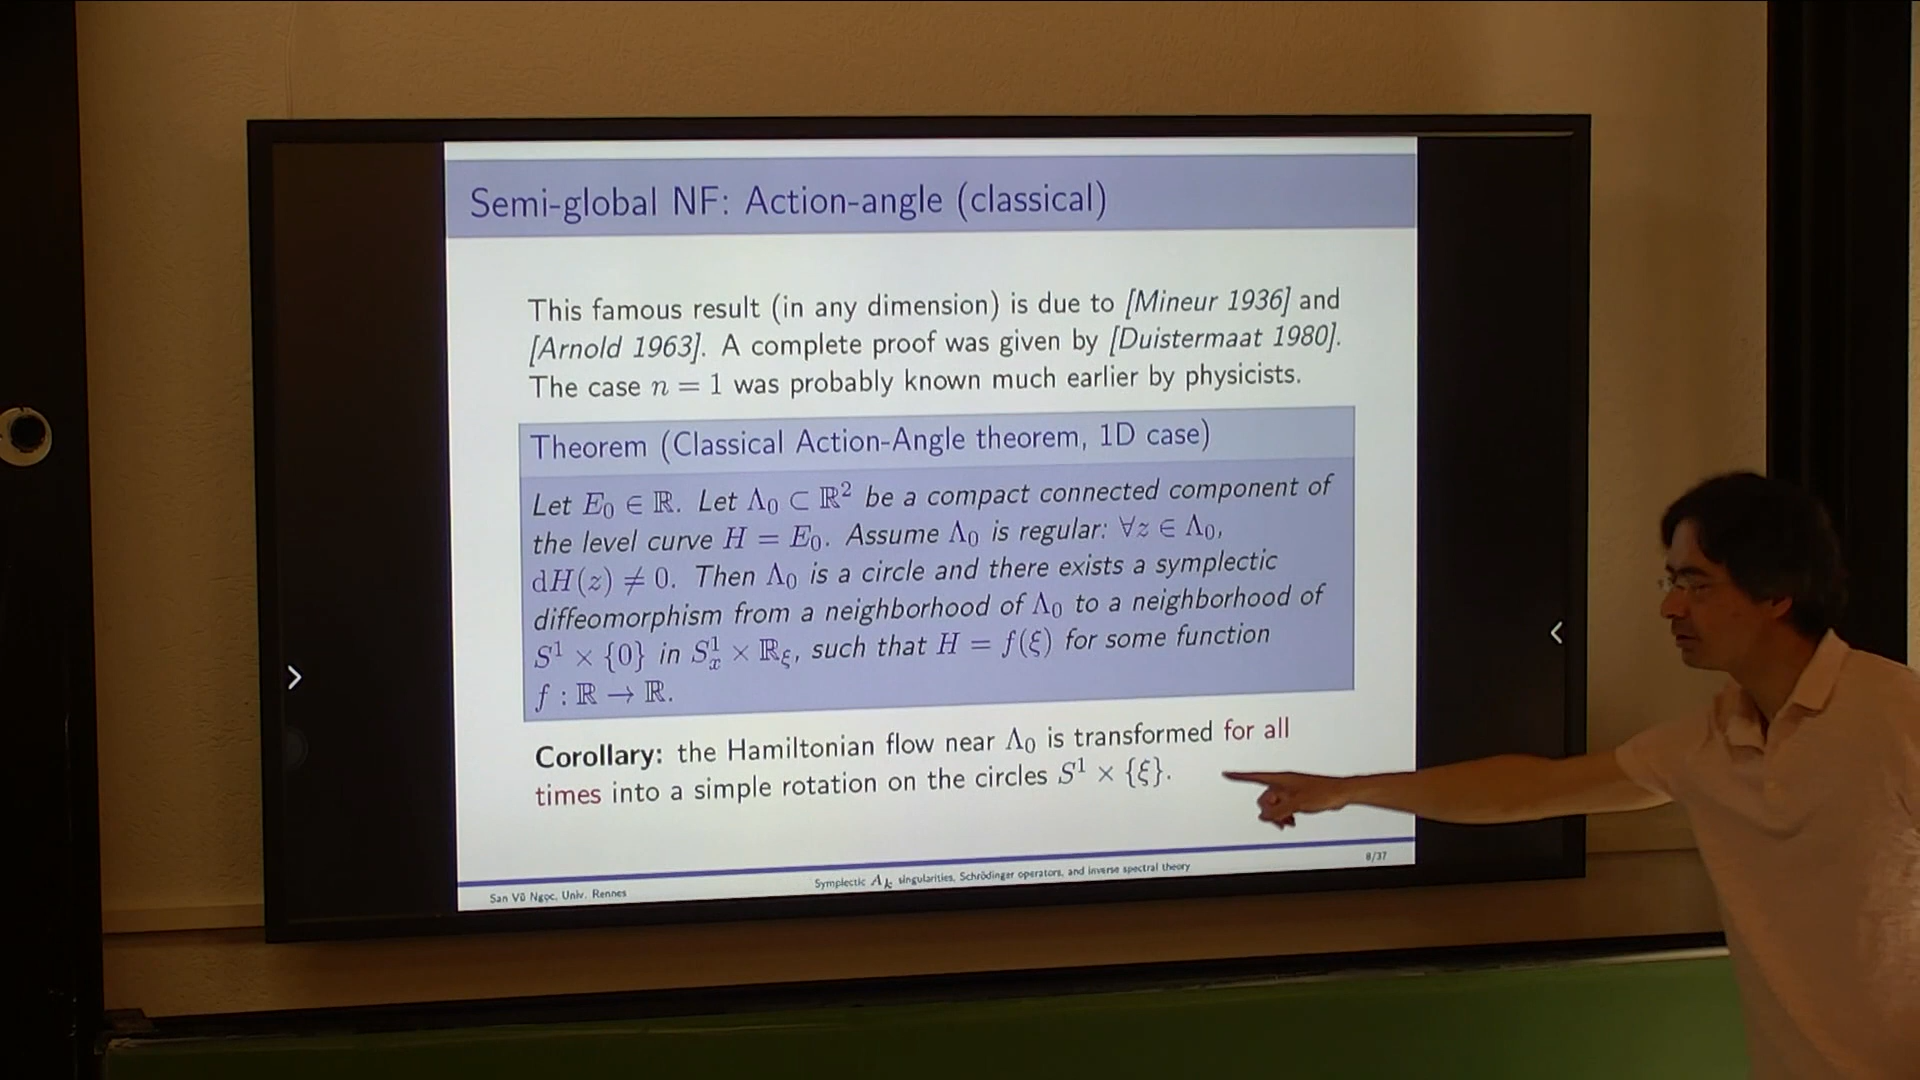 Semi-global NF: Action-angle (classical)
This famous result (in any dimension) is due to [Mineur 1936] and
[Arnold 1963]. A complete proof was given by [Duistermaat 1980].
The case n = 1 was probably known much earlier by physicists.
Theorem (Classical Action-Angle theorem, 1D case)
Let E₀ ∈ ℝ. Let Λ₀ ⊂ ℝ² be a compact connected component of
the level curve H = E₀. Assume Λ₀ is regular: ∀z ∈ Λ₀,
dH(z) ≠ 0. Then Λ₀ is a circle and there exists a symplectic
diffeomorphism from a neighborhood of Λ₀ to a neighborhood of
S¹ × {0} in S¹ₓ × ℝ_ξ, such that H = f(ξ) for some function
f : ℝ → ℝ.
Corollary: the Hamiltonian flow near Λ₀ is transformed for all
times into a simple rotation on the circles S¹ × {ξ}.
8/37
San Vũ Ngọc, Univ. Rennes
Symplectic A_k singularities, Schrödinger operators, and inverse spectral theory